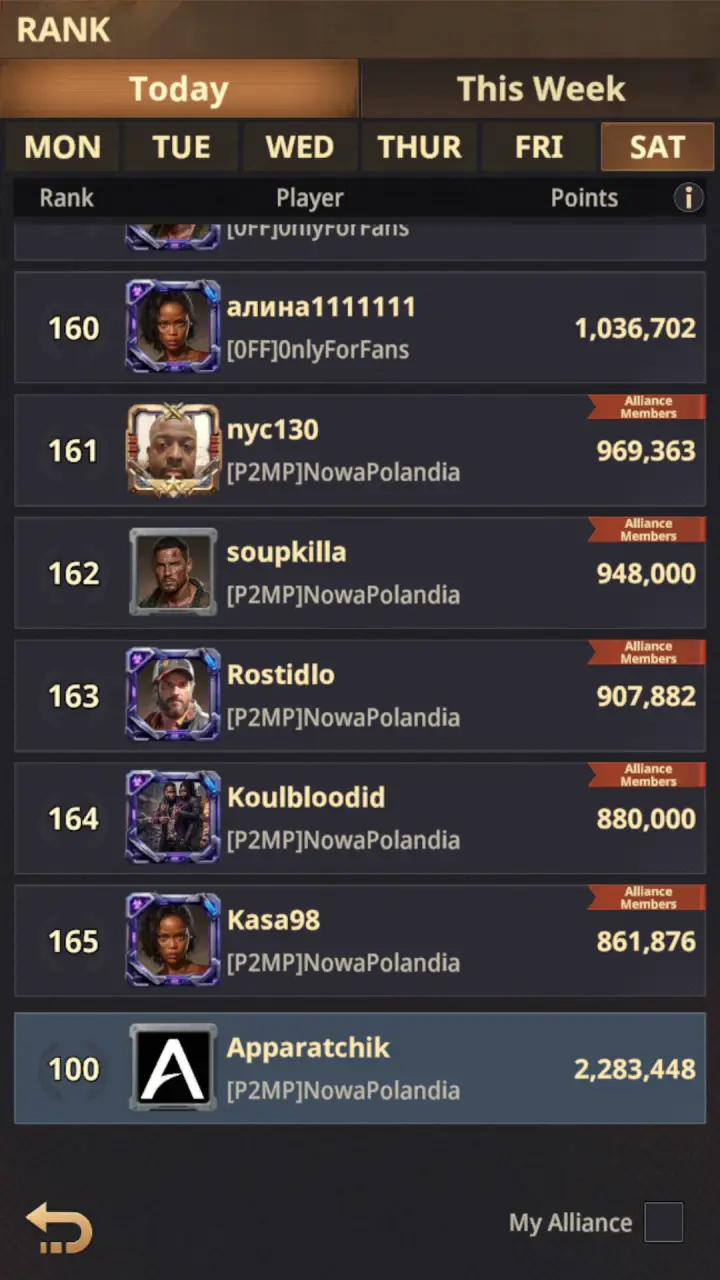 RANK
Today
This Week
MON TUE WED THUR FRI SAT
Rank Player Points
[0FF]0nlyForFans
160 алина1111111 1,036,702
[0FF]0nlyForFans
Alliance
Members
161 nyc130 969,363
[P2MP]NowaPolandia
Alliance
Members
162 soupkilla 948,000
[P2MP]NowaPolandia
Alliance
Members
163 Rostidlo 907,882
[P2MP]NowaPolandia
Alliance
Members
164 Koulbloodid 880,000
[P2MP]NowaPolandia
Alliance
Members
165 Kasa98 861,876
[P2MP]NowaPolandia
100 Apparatchik 2,283,448
[P2MP]NowaPolandia
My Alliance